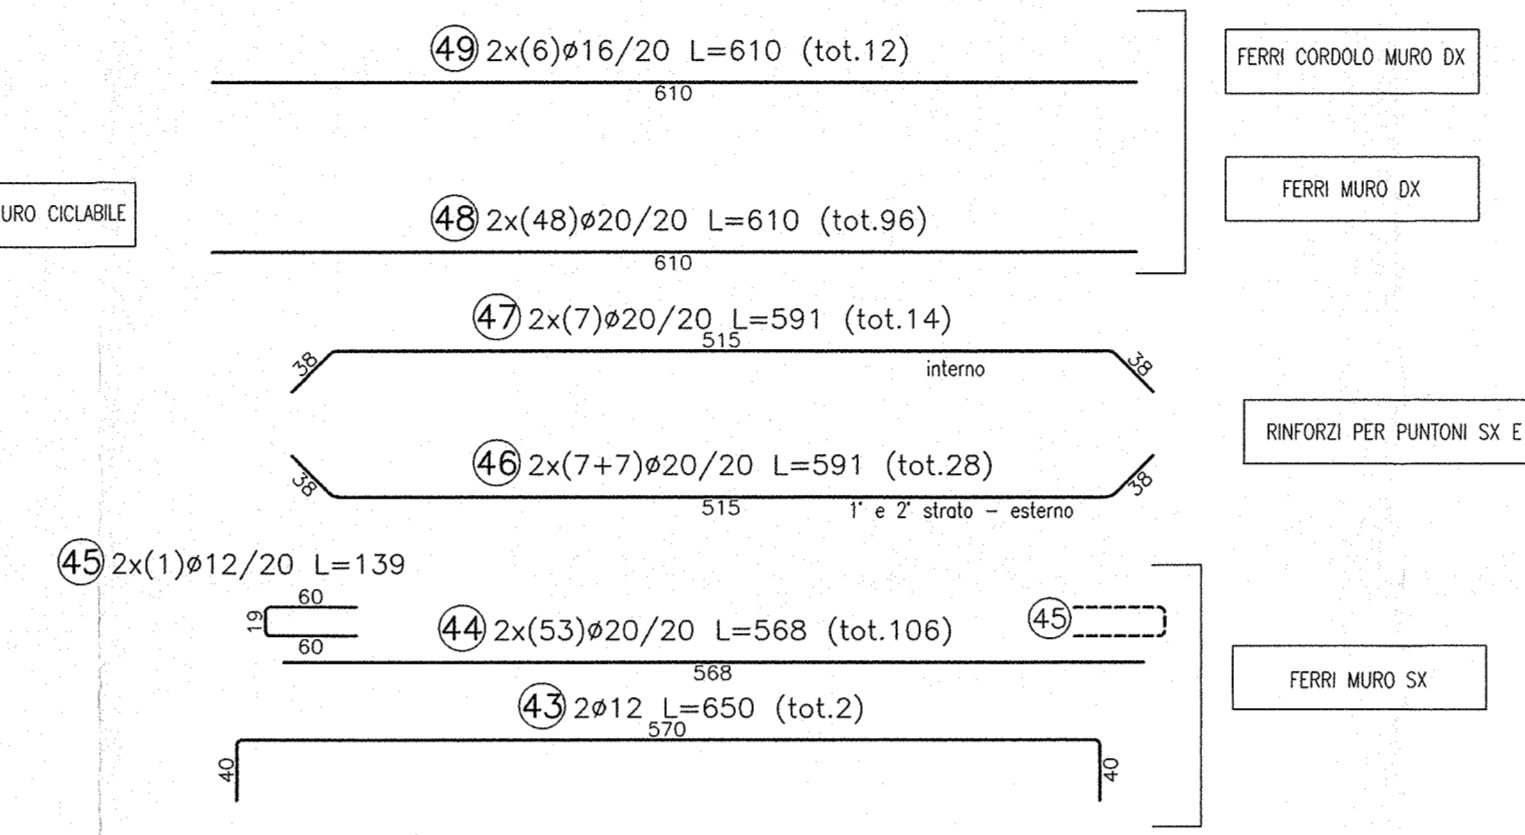 49 2x(6)ø16/20 L=610 (tot.12)
610
FERRI CORDOLO MURO DX
FERRI MURO DX
URO CICLABILE
48 2x(48)ø20/20 L=610 (tot.96)
610
47 2x(7)ø20/20 L=591 (tot.14)
515
38
38
interno
RINFORZI PER PUNTONI SX E
46 2x(7+7)ø20/20 L=591 (tot.28)
38
38
515
1° e 2° strato – esterno
45 2x(1)ø12/20 L=139
60
19
60
44 2x(53)ø20/20 L=568 (tot.106)
45
568
FERRI MURO SX
43 2ø12 L=650 (tot.2)
570
40
40